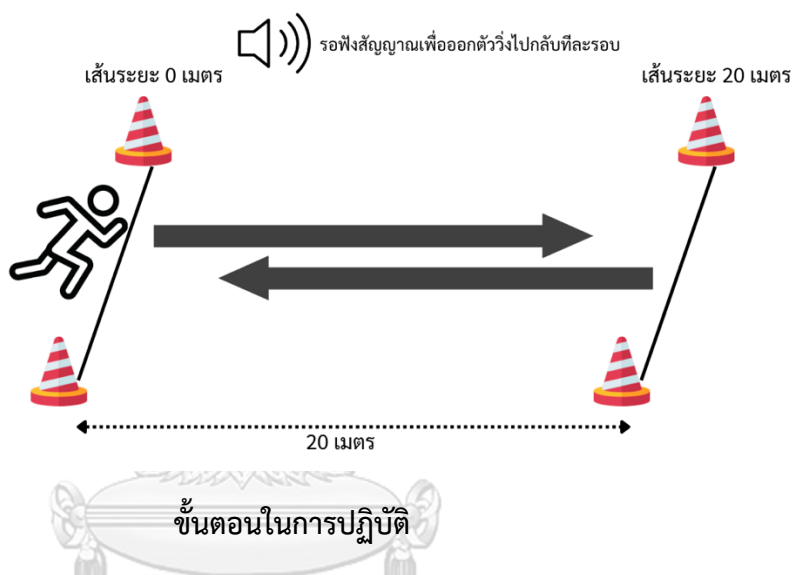 รอฟังสัญญาณเพื่อออกตัววิ่งไปกลับทีละรอบ
เส้นระยะ 0 เมตร
เส้นระยะ 20 เมตร
20 เมตร
ขั้นตอนในการปฏิบัติ